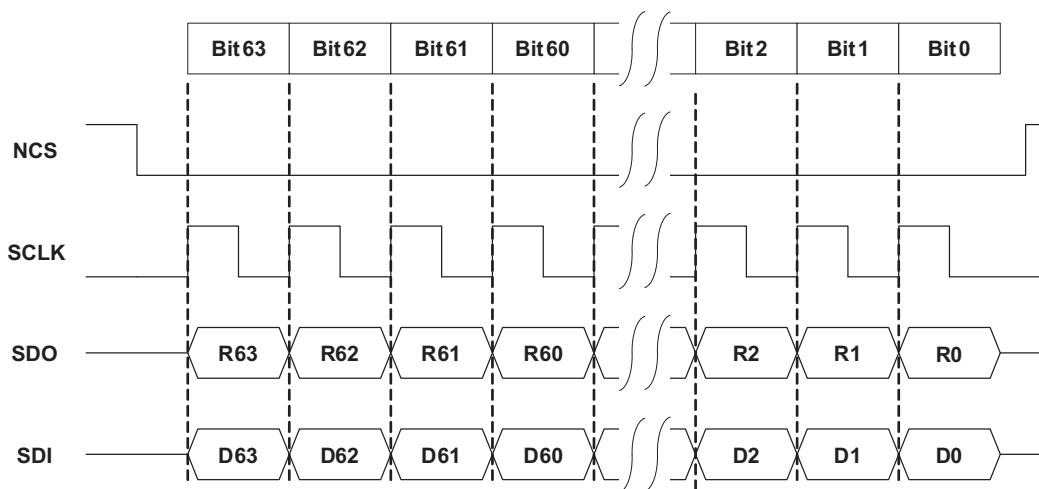 Bit63 Bit62 Bit61 Bit60 Bit2 Bit1 Bit0
NCS
SCLK
SDO R63 R62 R61 R60 R2 R1 R0
SDI D63 D62 D61 D60 D2 D1 D0